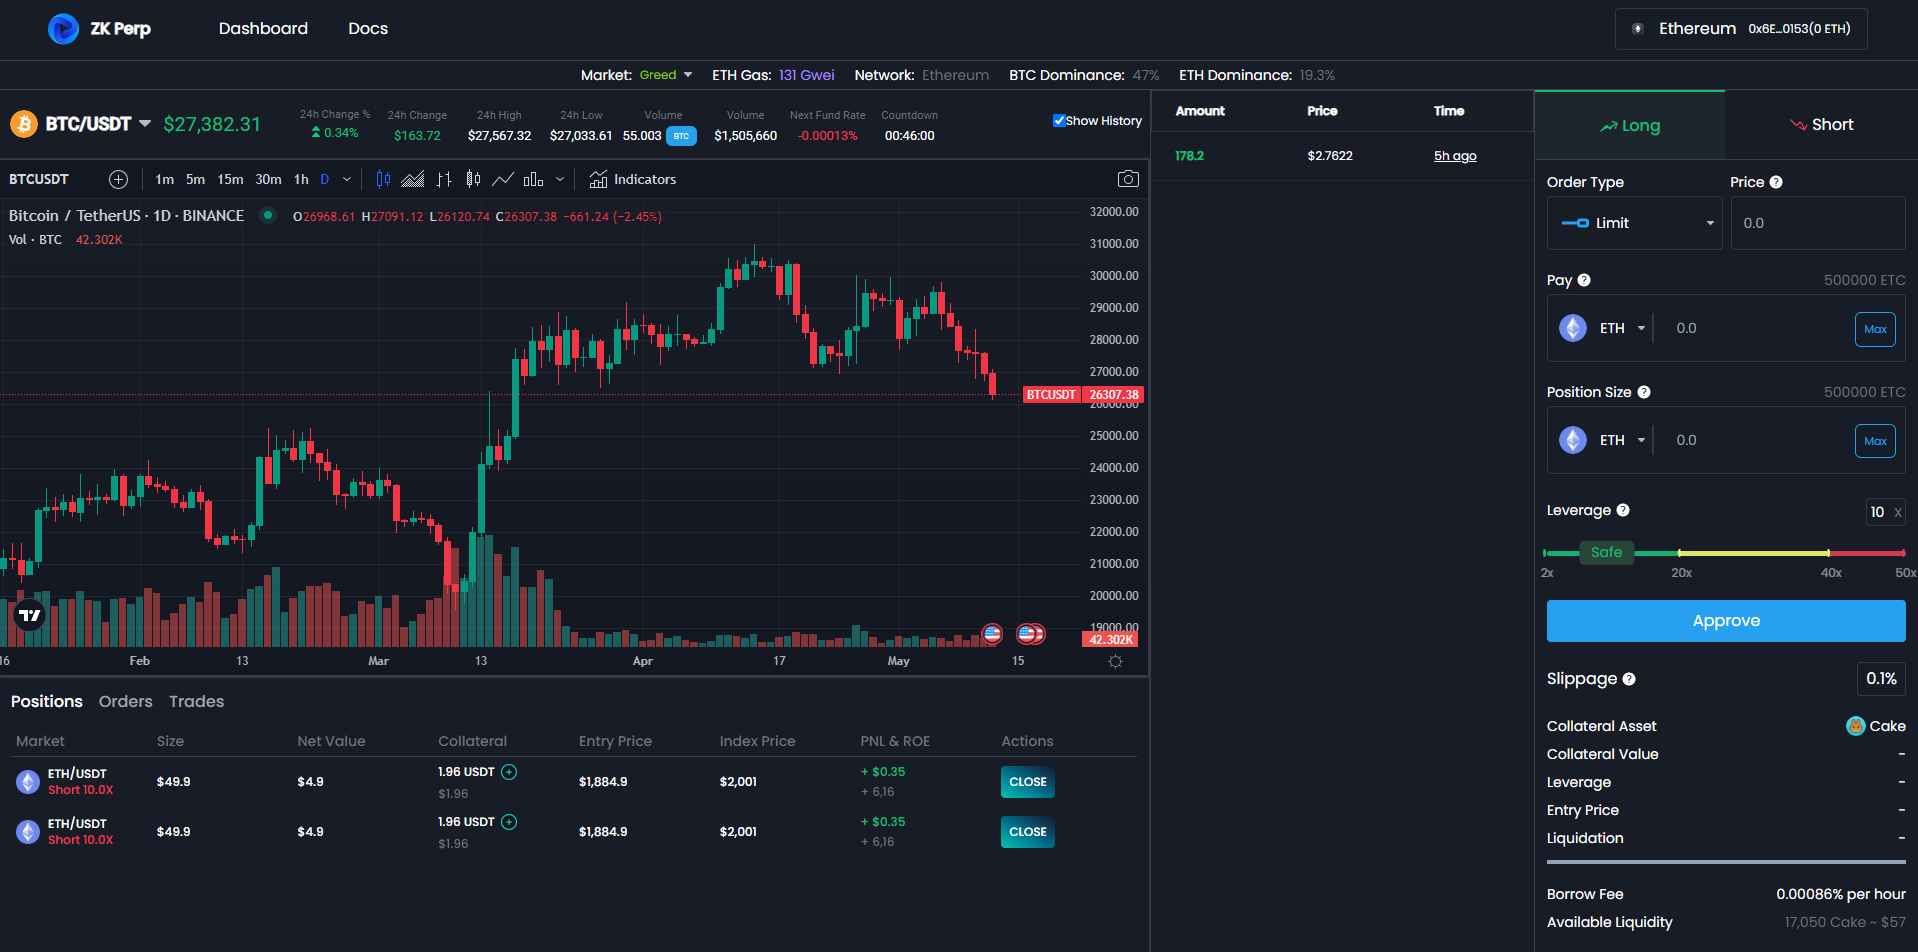 ZK Perp Dashboard Docs Ethereum 0x6E...0153(0 ETH)
Market: Greed ETH Gas: 131 Gwei Network: Ethereum BTC Dominance: 47% ETH Dominance: 19.3%
BTC/USDT $27,382.31
24h Change % 24h Change 24h High 24h Low Volume Volume Next Fund Rate Countdown
0.34% $163.72 $27,567.32 $27,033.61 55.003 BTC $1,505,660 -0.00013% 00:46:00
Show History
BTCUSDT 1m 5m 15m 30m 1h D Indicators
Bitcoin / TetherUS · 1D · BINANCE O26968.61 H27091.12 L26120.74 C26307.38 −661.24 (−2.45%)
Vol · BTC 42.302K
32000.00
31000.00
30000.00
29000.00
28000.00
27000.00
BTCUSDT 26307.38
26000.00
25000.00
24000.00
23000.00
22000.00
21000.00
20000.00
19000.00
42.302K
16 Feb 13 Mar 13 Apr 17 May 15
Positions Orders Trades
Market Size Net Value Collateral Entry Price Index Price PNL & ROE Actions
ETH/USDT
Short 10.0X
$49.9 $4.9
1.96 USDT
$1.96
$1,884.9 $2,001
+ $0.35
+ 6,16
CLOSE
ETH/USDT
Short 10.0X
$49.9 $4.9
1.96 USDT
$1.96
$1,884.9 $2,001
+ $0.35
+ 6,16
CLOSE
Amount Price Time
178.2 $2.7622 5h ago
Long Short
Order Type Price ?
Limit 0.0
Pay ? 500000 ETC
ETH 0.0 Max
Position Size ? 500000 ETC
ETH 0.0 Max
Leverage ? 10 X
Safe
2x 20x 40x 50x
Approve
Slippage ? 0.1%
Collateral Asset Cake
Collateral Value -
Leverage -
Entry Price -
Liquidation -
Borrow Fee 0.00086% per hour
Available Liquidity 17,050 Cake ~ $57